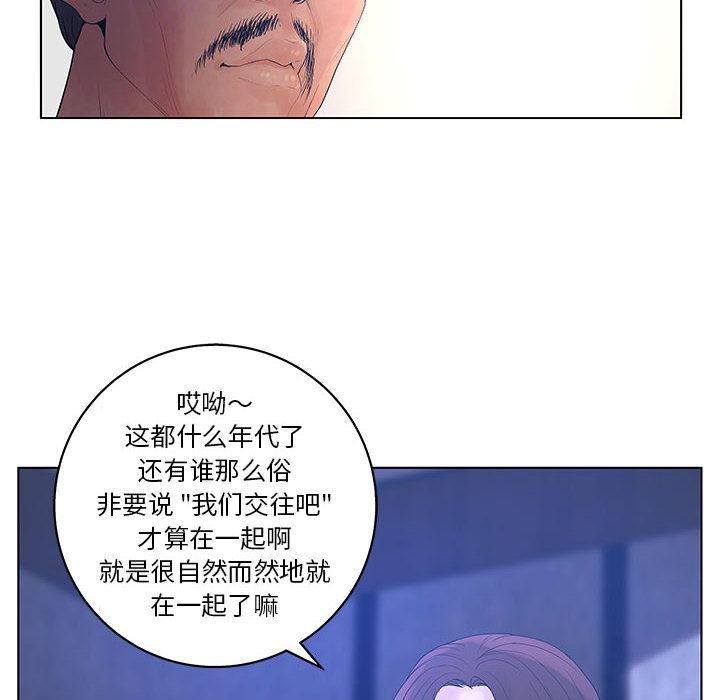 哎呦～
这都什么年代了
还有谁那么俗
非要说 "我们交往吧"
才算在一起啊
就是很自然而然地就
在一起了嘛